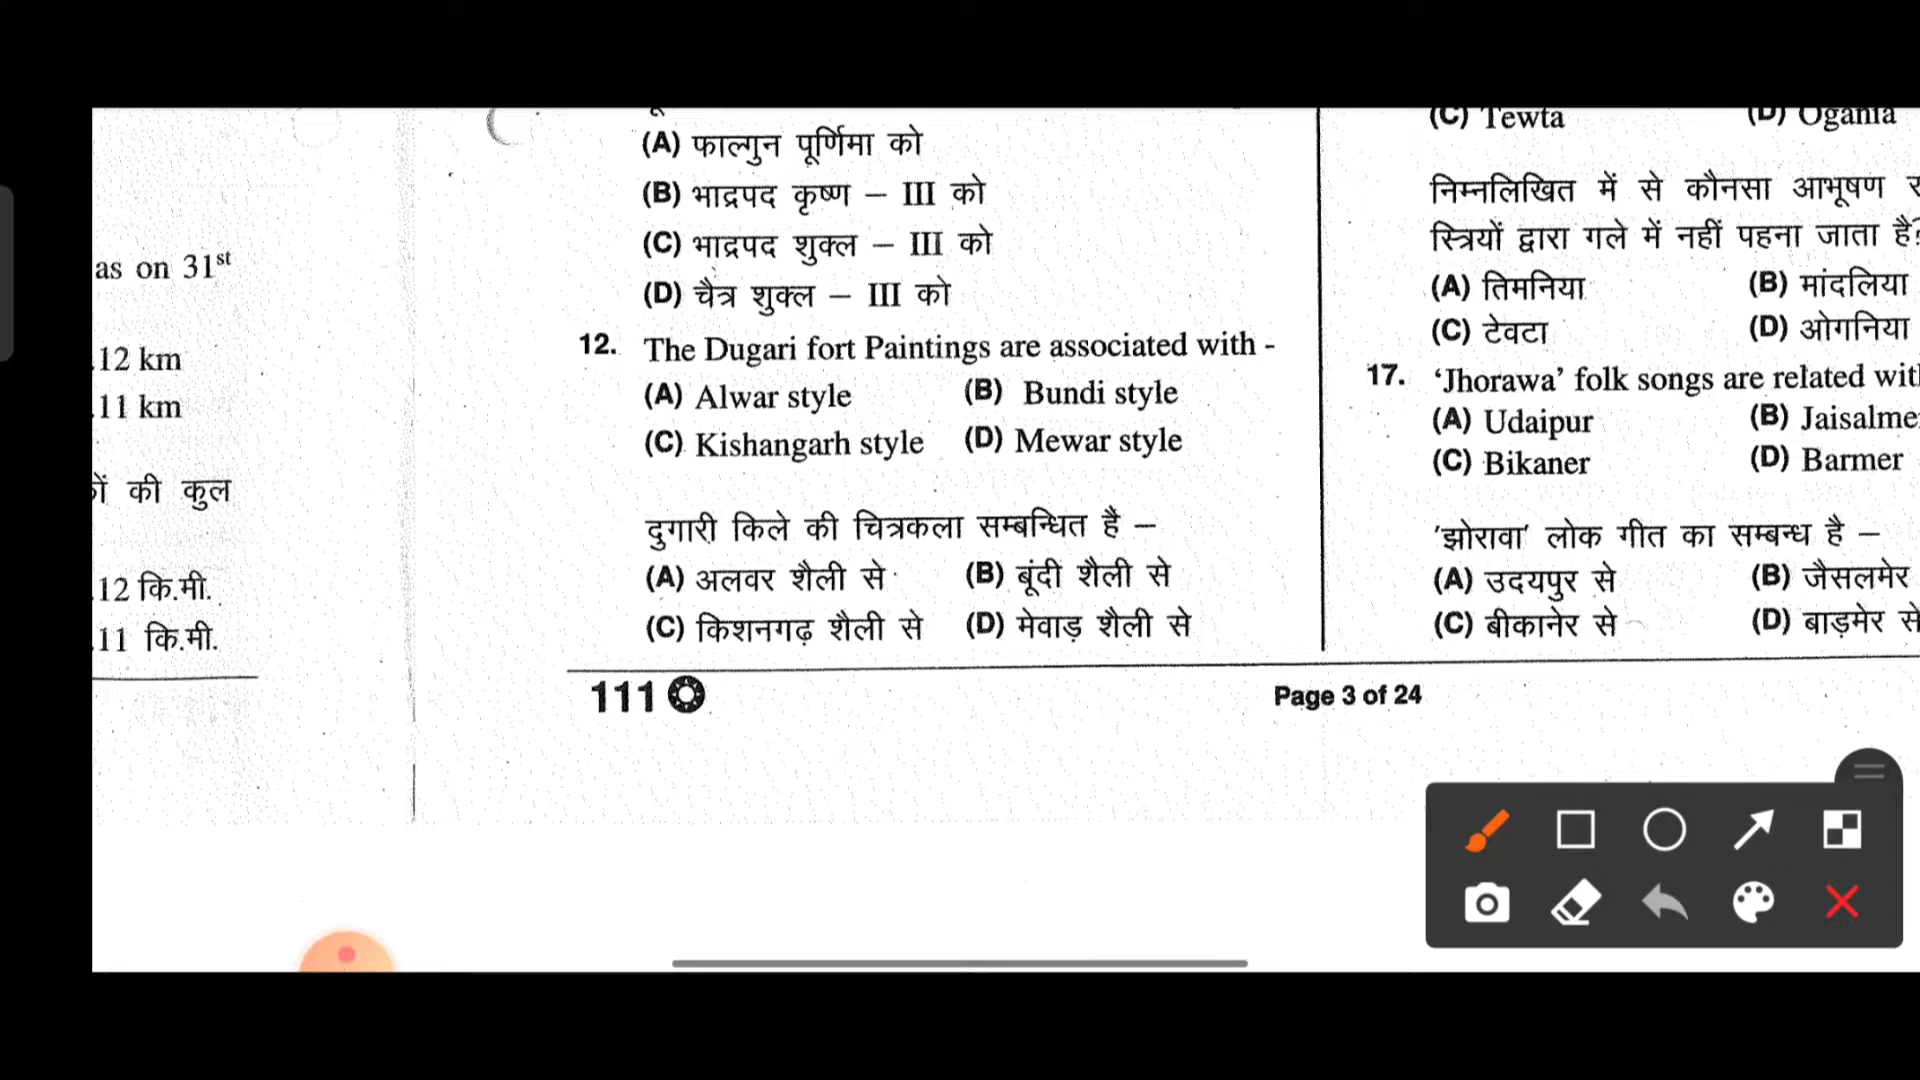 as on 31st
.12 km
.11 km
की कुल
.12 कि.मी.
.11 कि.मी.
(A) फाल्गुन पूर्णिमा को
(B) भाद्रपद कृष्ण – III को
(C) भाद्रपद शुक्ल – III को
(D) चैत्र शुक्ल – III को
12. The Dugari fort Paintings are associated with -
(A) Alwar style (B) Bundi style
(C) Kishangarh style (D) Mewar style
दुगारी किले की चित्रकला सम्बन्धित है –
(A) अलवर शैली से (B) बूंदी शैली से
(C) किशनगढ़ शैली से (D) मेवाड़ शैली से
(C) Tewta (D) Ogania
निम्नलिखित में से कौनसा आभूषण
स्त्रियों द्वारा गले में नहीं पहना जाता है?
(A) तिमनिया (B) मांदलिया
(C) टेवटा (D) ओगनिया
17. ‘Jhorawa’ folk songs are related
(A) Udaipur (B) Jaisalme
(C) Bikaner (D) Barmer
‘झोरावा’ लोक गीत का सम्बन्ध है –
(A) उदयपुर से (B) जैसलमेर
(C) बीकानेर से (D) बाड़मेर से
111 Page 3 of 24